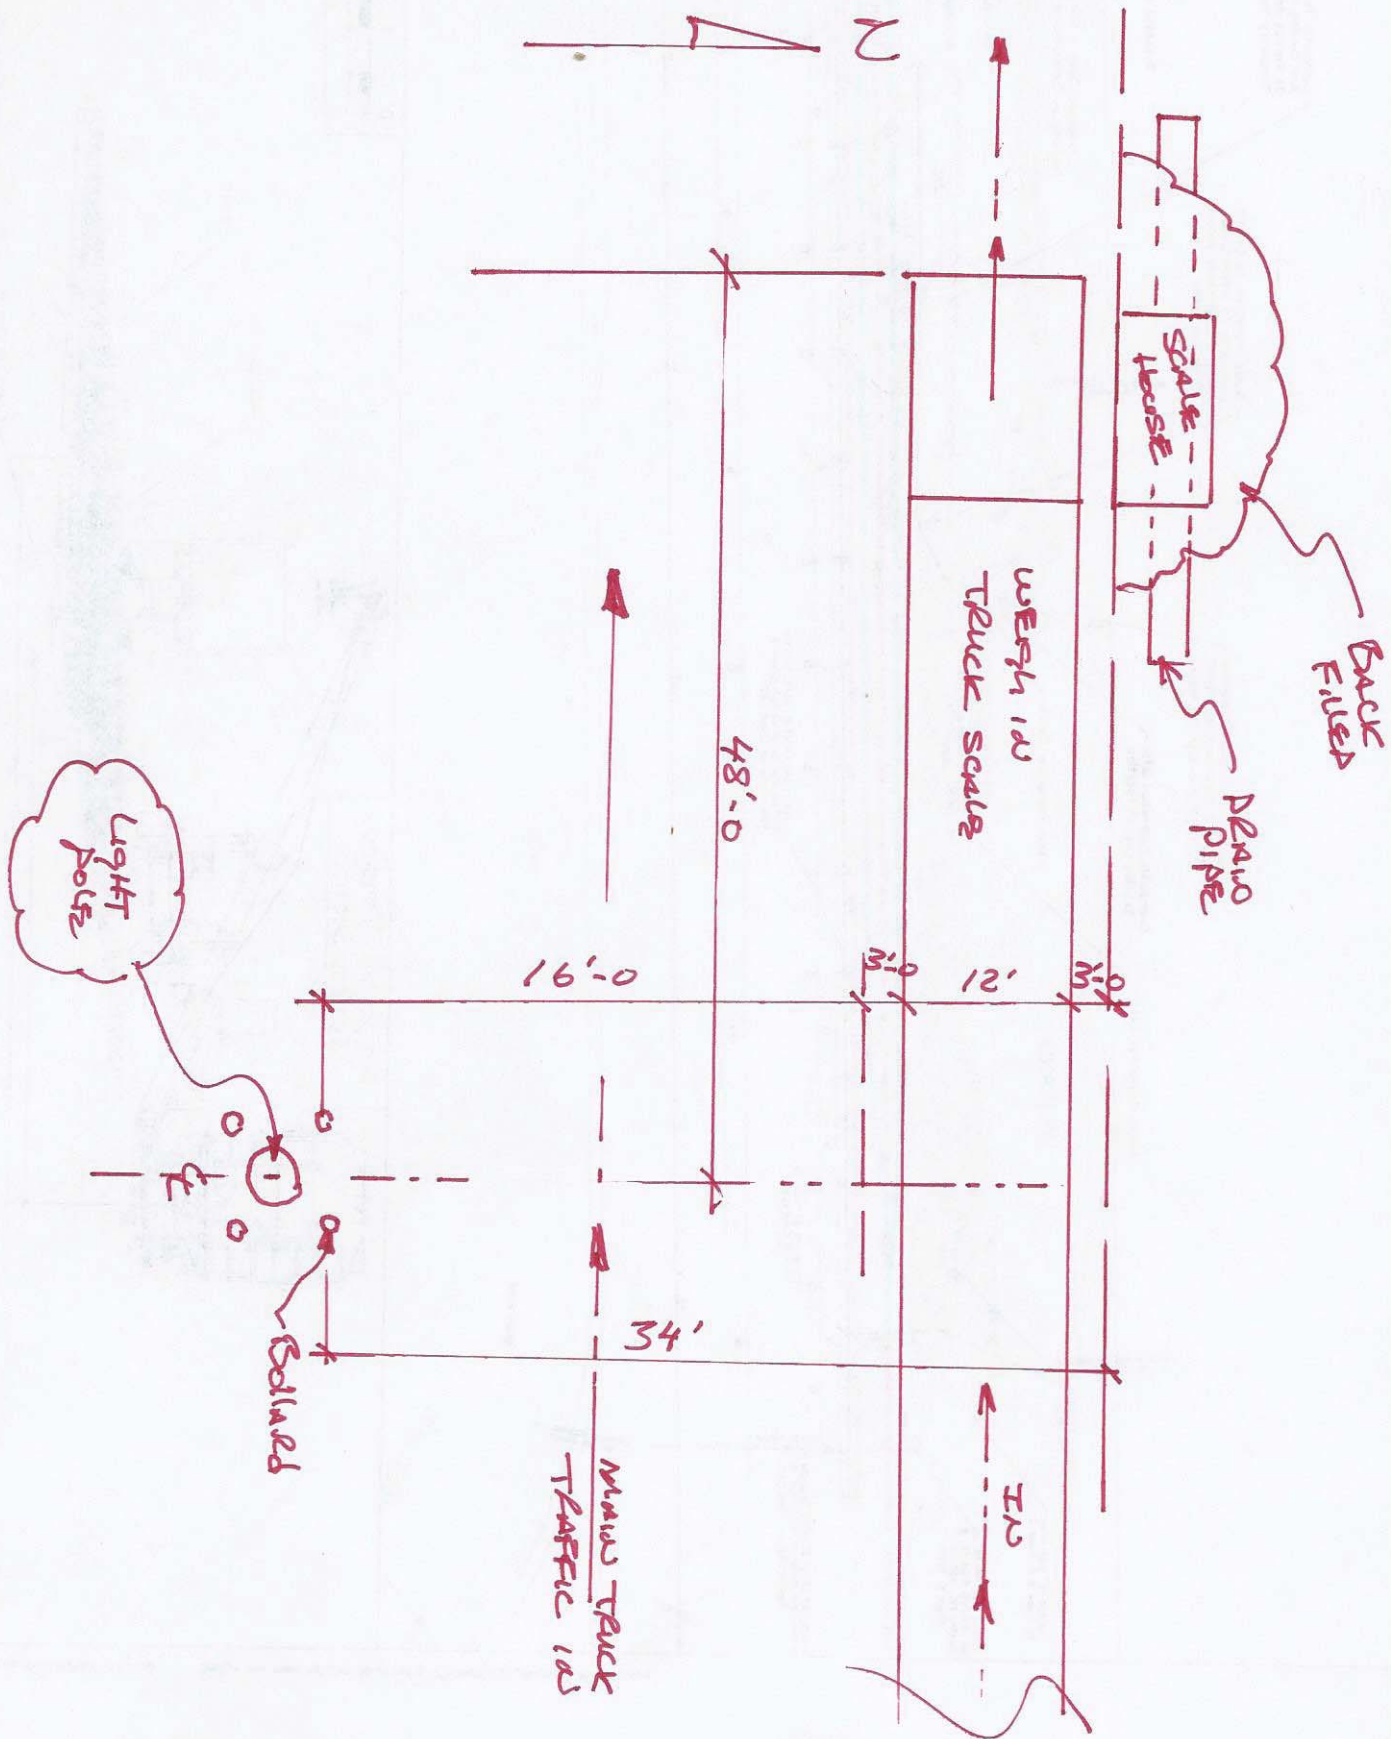 N
BACK
FILLED
DRAIN
PIPE
SCALE
HOUSE
WEIGH IN
TRUCK SCALE
IN
48'-0
3'-0
12'
3'-0
16'-0
34'
MAIN TRUCK
TRAFFIC IN
LIGHT
POLE
℄
Bollard